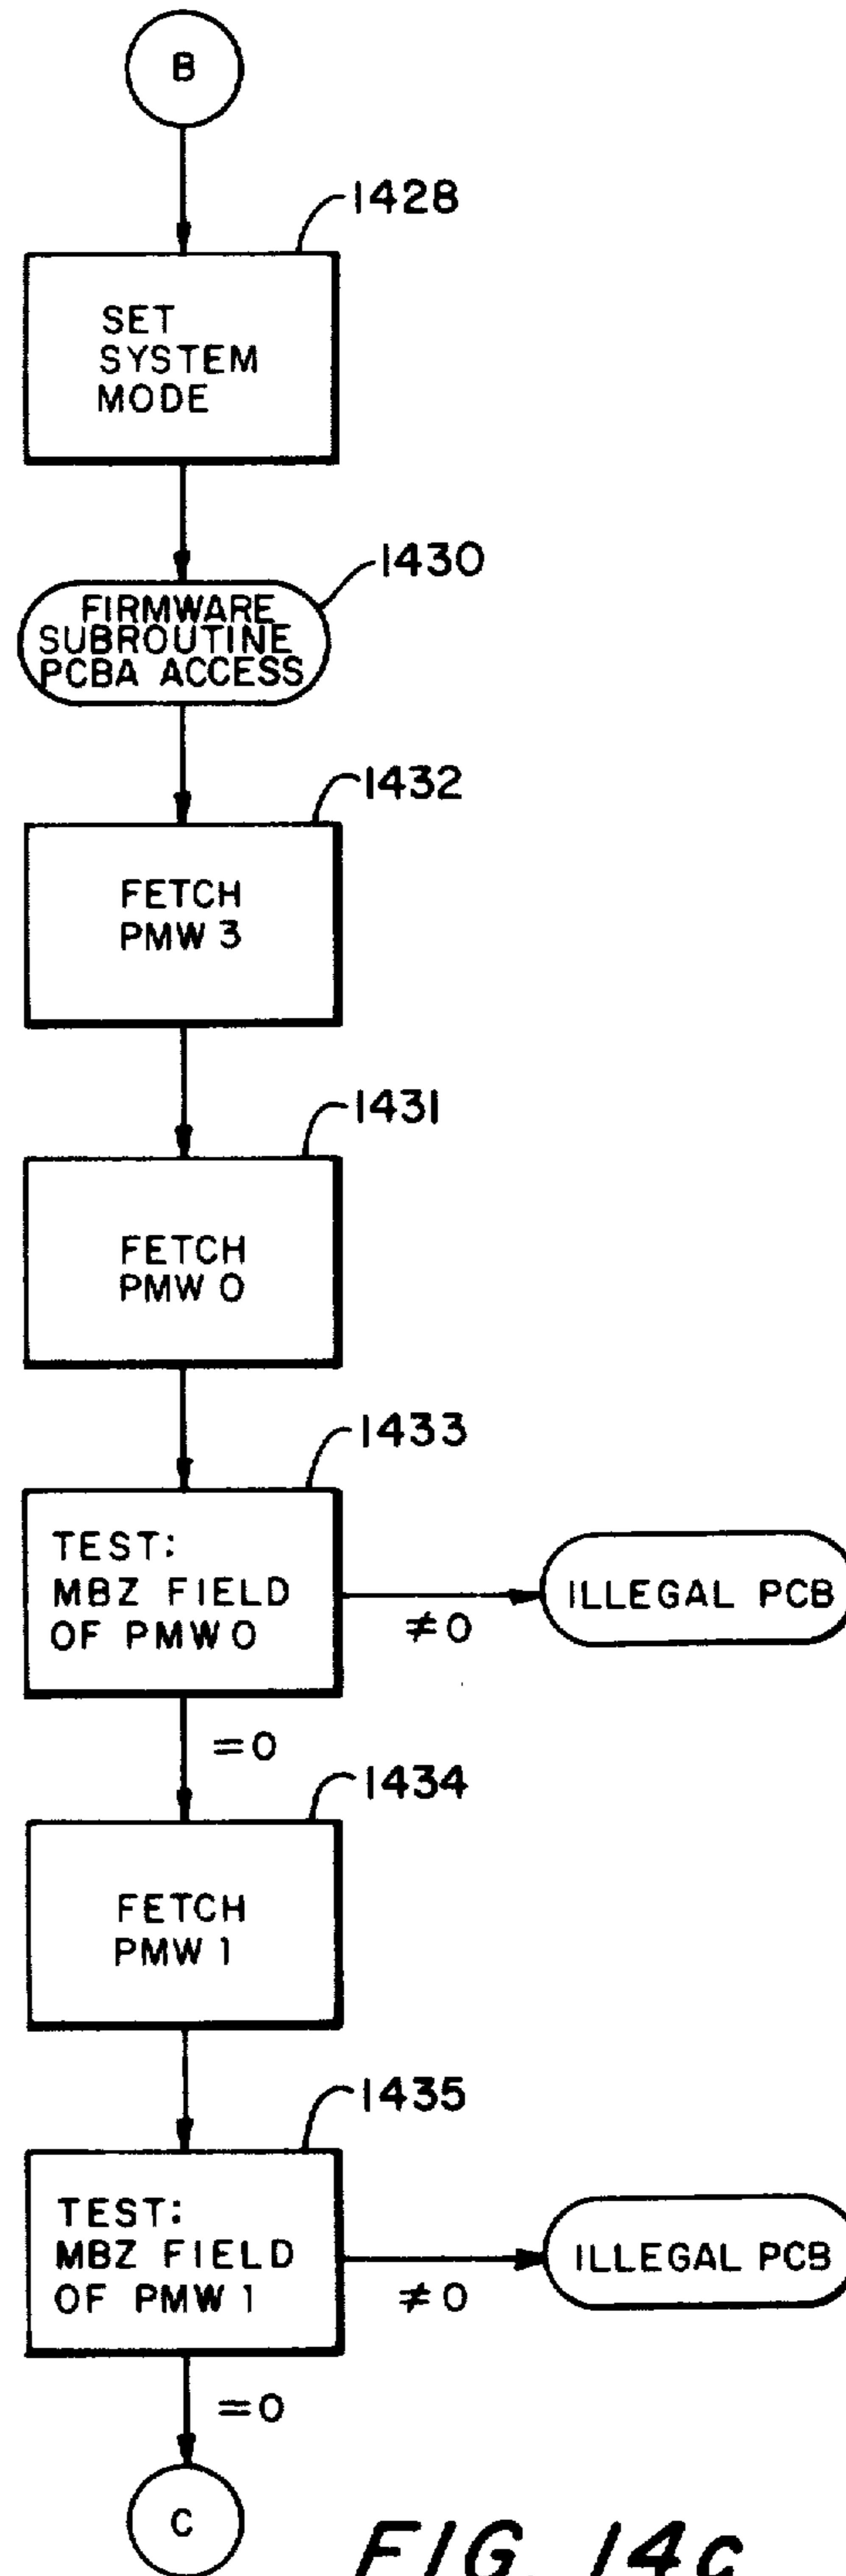 B
1428
SET
SYSTEM
MODE
1430
FIRMWARE
SUBROUTINE
PCBA ACCESS
1432
FETCH
PMW 3
1431
FETCH
PMW 0
1433
TEST:
MBZ FIELD
OF PMW 0
≠0
ILLEGAL PCB
=0
1434
FETCH
PMW 1
1435
TEST:
MBZ FIELD
OF PMW 1
≠0
ILLEGAL PCB
=0
C
FIG. 14c